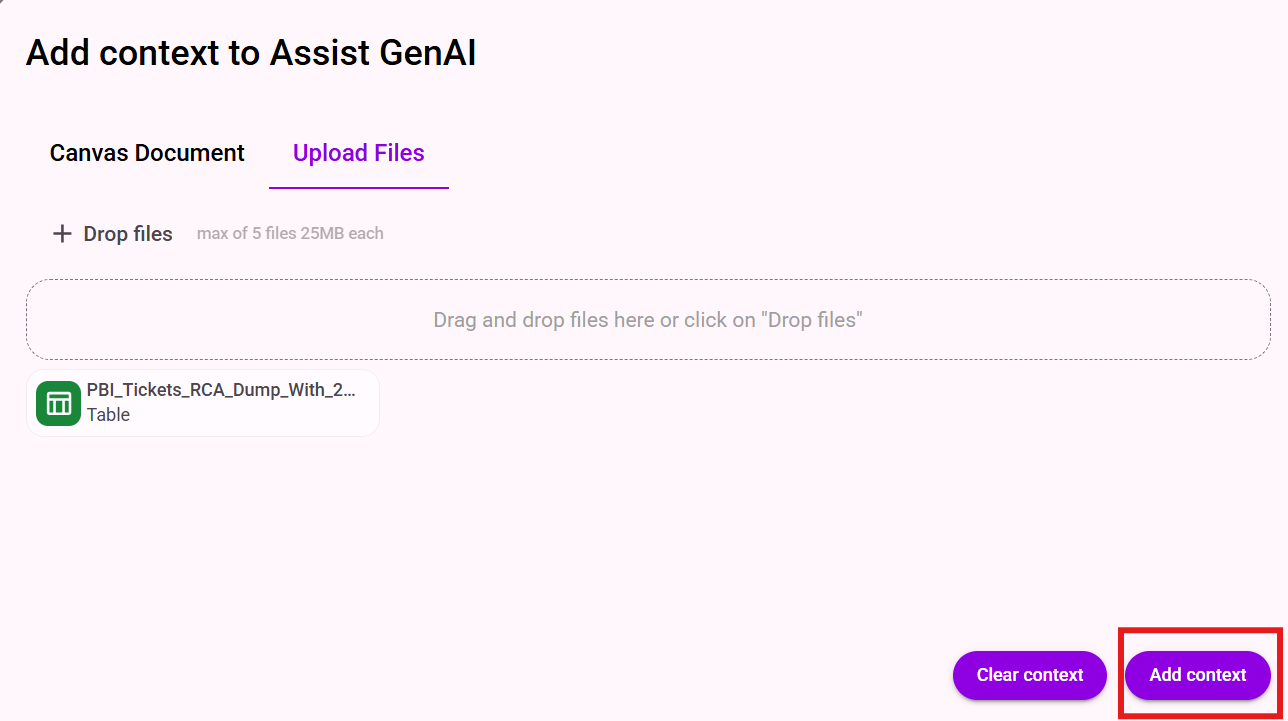 Add context to Assist GenAI
Canvas Document
Upload Files
Drop files
max of 5 files 25MB each
Drag and drop files here or click on "Drop files"
PBI_Tickets_RCA_Dump_With_2...
Table
Clear context
Add context